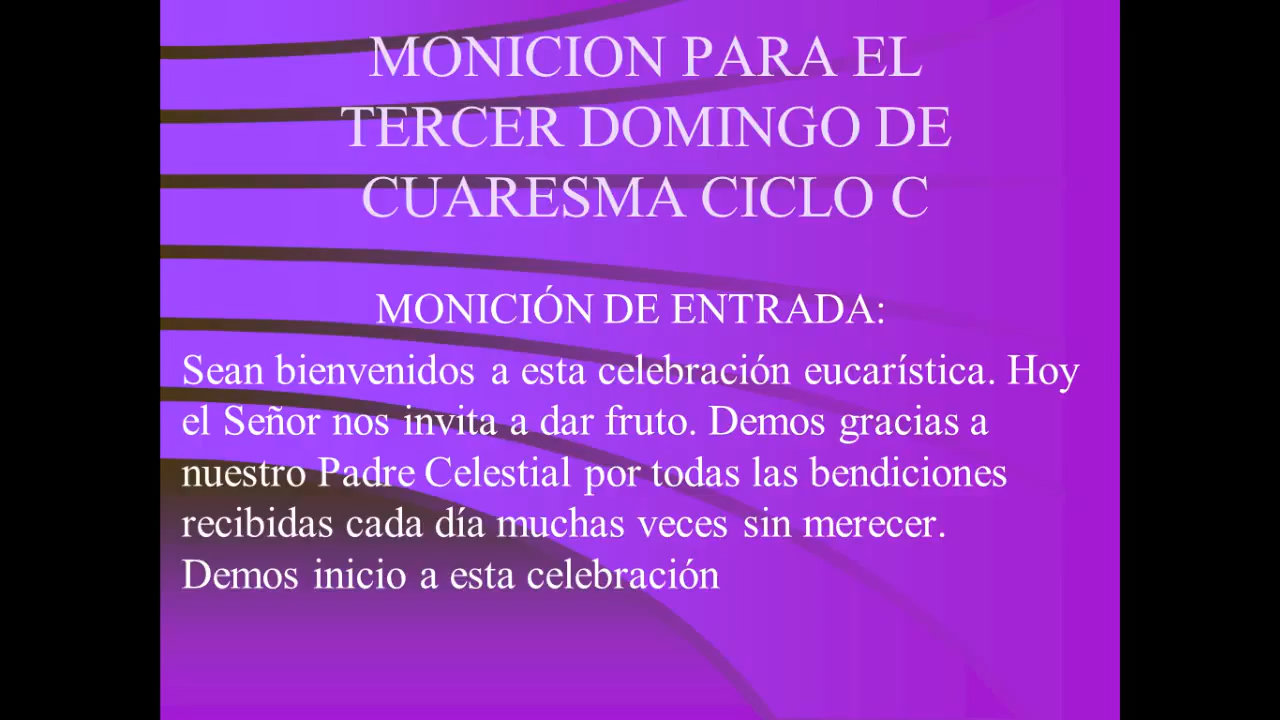 MONICION PARA EL
TERCER DOMINGO DE
CUARESMA CICLO C
MONICIÓN DE ENTRADA:
Sean bienvenidos a esta celebración eucarística. Hoy
el Señor nos invita a dar fruto. Demos gracias a
nuestro Padre Celestial por todas las bendiciones
recibidas cada día muchas veces sin merecer.
Demos inicio a esta celebración